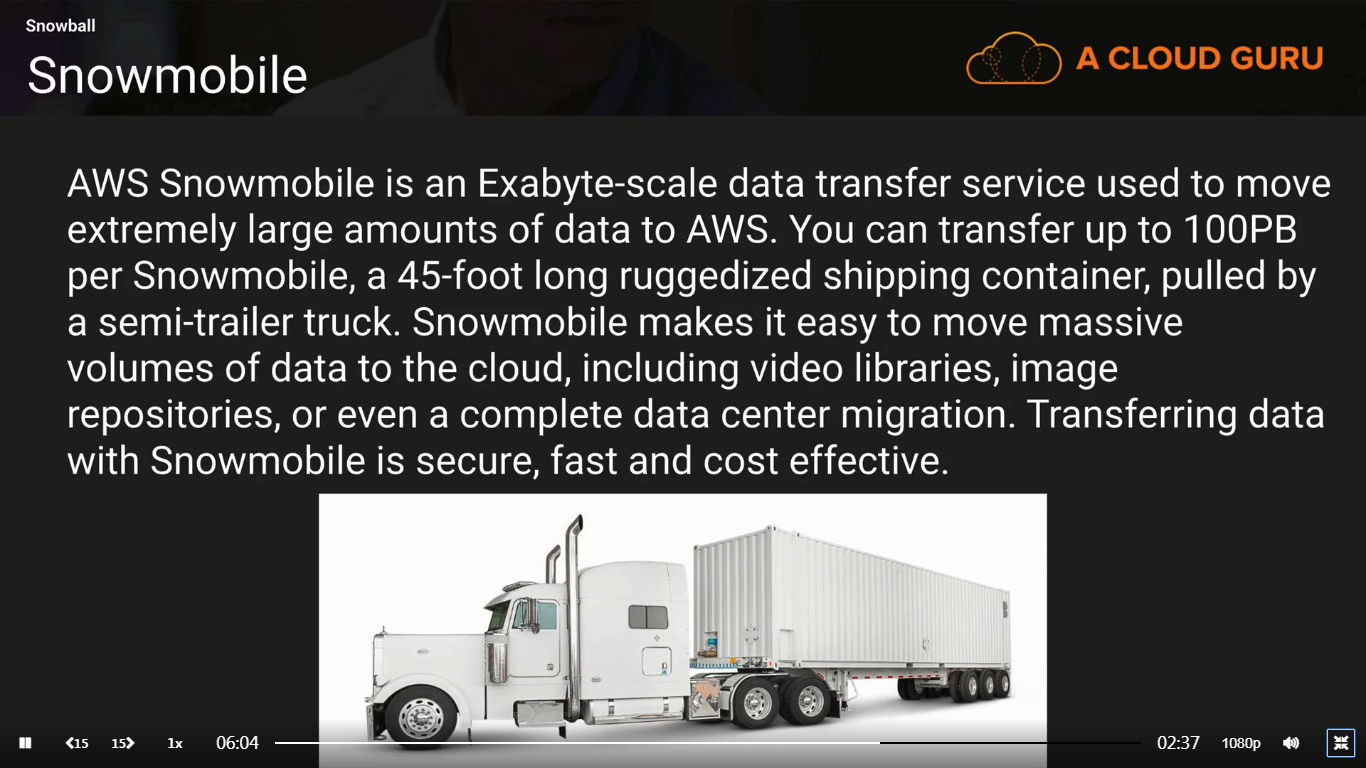 Snowball
Snowmobile
A CLOUD GURU
AWS Snowmobile is an Exabyte-scale data transfer service used to move
extremely large amounts of data to AWS. You can transfer up to 100PB
per Snowmobile, a 45-foot long ruggedized shipping container, pulled by
a semi-trailer truck. Snowmobile makes it easy to move massive
volumes of data to the cloud, including video libraries, image
repositories, or even a complete data center migration. Transferring data
with Snowmobile is secure, fast and cost effective.
15 15 1x 06:04 02:37 1080p